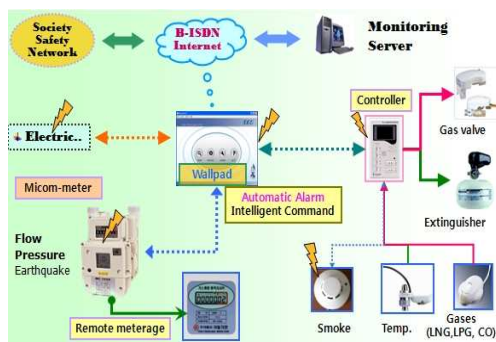 Society
Safety
Network
B-ISDN
Internet
Monitoring
Server
Electric..
Wallpad
Automatic Alarm
Intelligent Command
Controller
Gas valve
Extinguisher
Micom-meter
Flow
Pressure
Earthquake
Remote meterage
Smoke
Temp.
Gases
(LNG,LPG, CO)